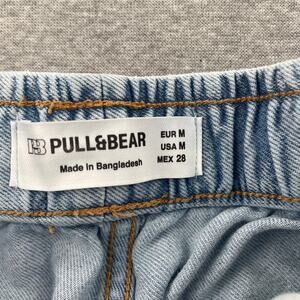 PULL&BEAR
Made in Bangladesh
EUR M
USA M
MEX 28